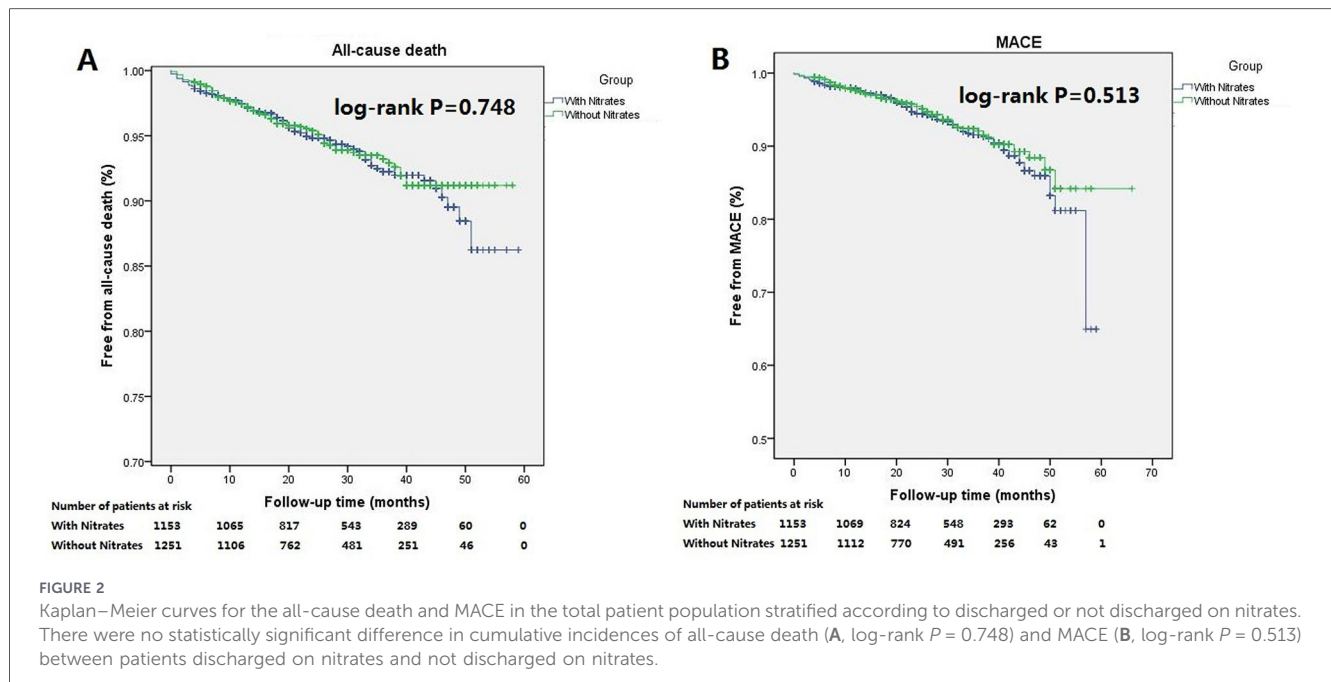 A
All-cause death
Group
With Nitrates
Without Nitrates
log-rank P=0.748
Free from all-cause death (%)
1.00
0.95
0.90
0.85
0.80
0.75
0.70
0 10 20 30 40 50 60
Follow-up time (months)
Number of patients at risk
With Nitrates 1153 1065 817 543 289 60 0
Without Nitrates 1251 1106 762 481 251 46 0
B
MACE
Group
With Nitrates
Without Nitrates
log-rank P=0.513
Free from MACE (%)
1.0
0.9
0.8
0.7
0.6
0.5
0 10 20 30 40 50 60 70
Follow-up time (months)
Number of patients at risk
With Nitrates 1153 1069 824 548 293 62 0
Without Nitrates 1251 1112 770 491 256 43 1
FIGURE 2
Kaplan–Meier curves for the all-cause death and MACE in the total patient population stratified according to discharged or not discharged on nitrates.
There were no statistically significant difference in cumulative incidences of all-cause death (A, log-rank P = 0.748) and MACE (B, log-rank P = 0.513)
between patients discharged on nitrates and not discharged on nitrates.